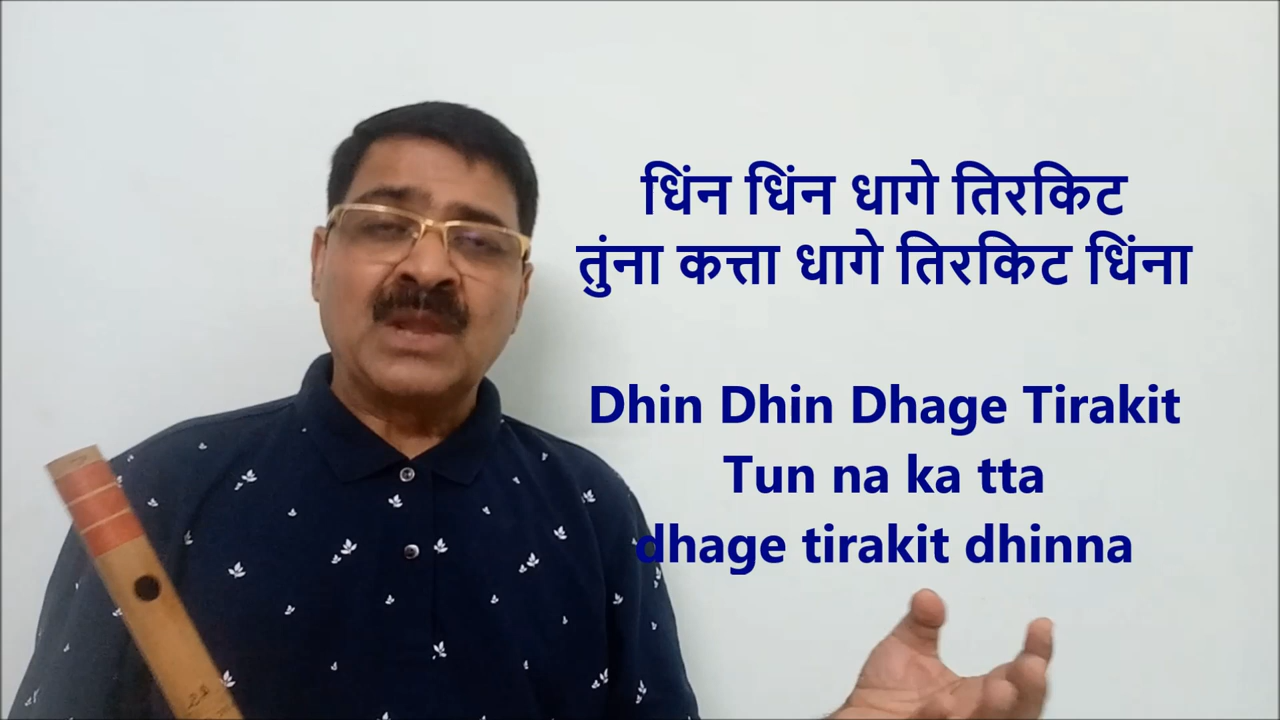 धिंन धिंन धागे तिरकिट
तुंना कत्ता धागे तिरकिट धिंना
Dhin Dhin Dhage Tirakit
Tun na ka tta
dhage tirakit dhinna